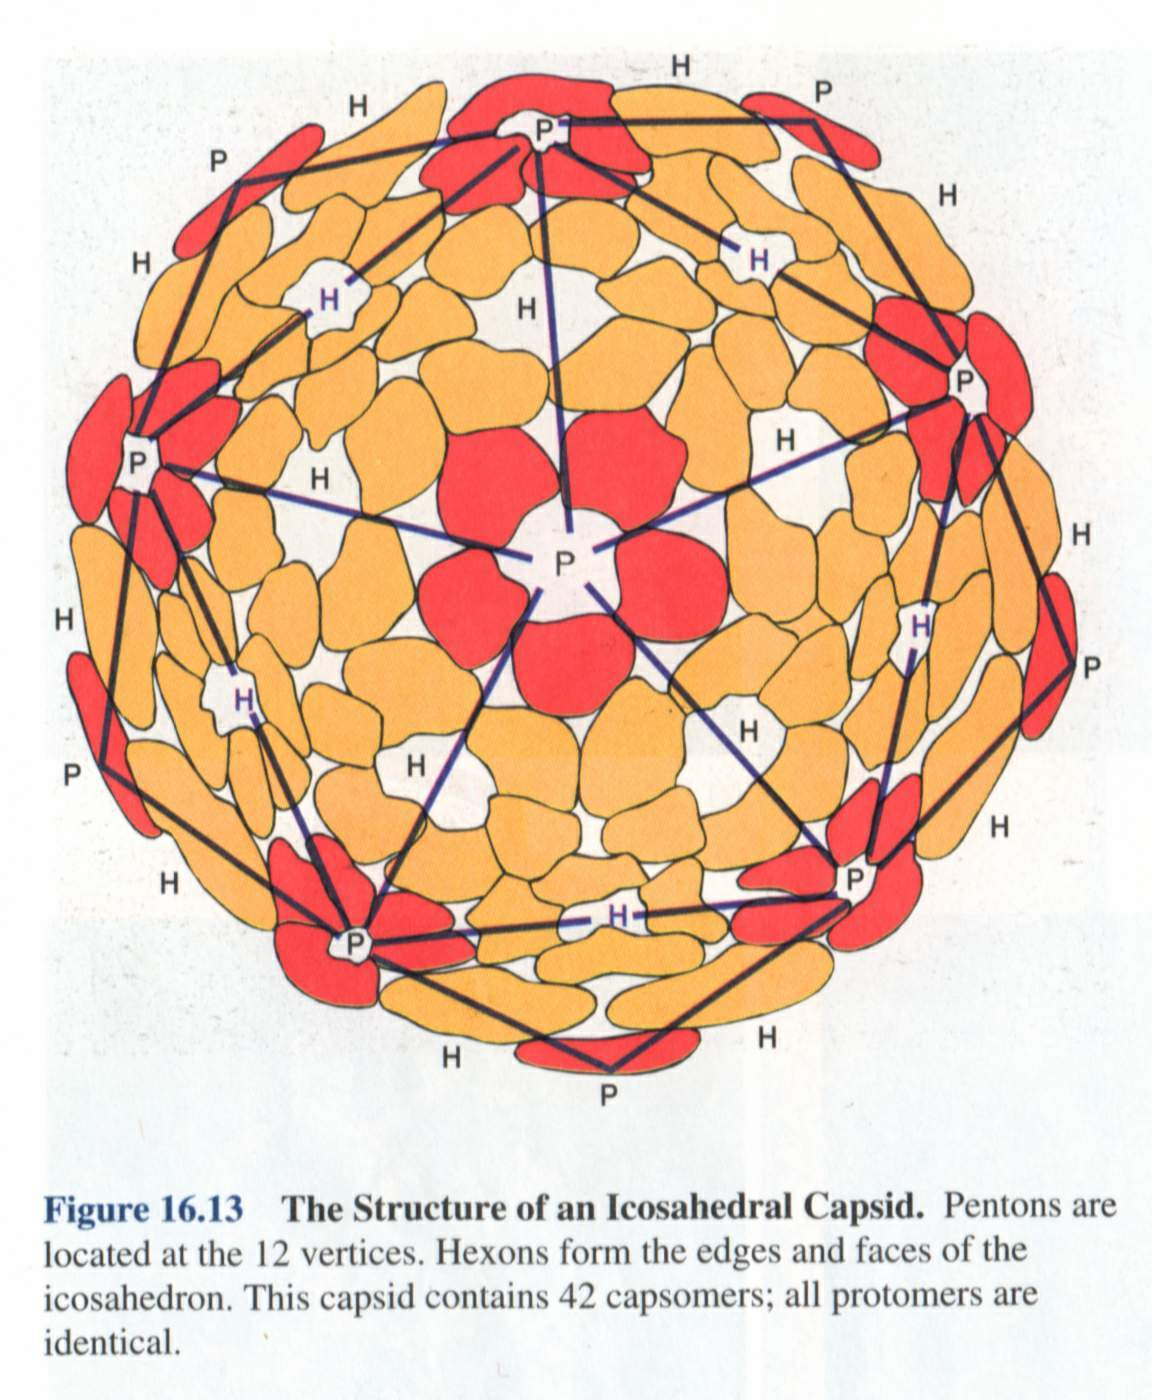 H
P
H
P
P
H
H
H
H
H
P
P
H
H
H
P
H
P
H
H
H
P
H
H
P
H
H
P
H
P
H
H
H
P
Figure 16.13 The Structure of an Icosahedral Capsid. Pentons are
located at the 12 vertices. Hexons form the edges and faces of the
icosahedron. This capsid contains 42 capsomers; all protomers are
identical.